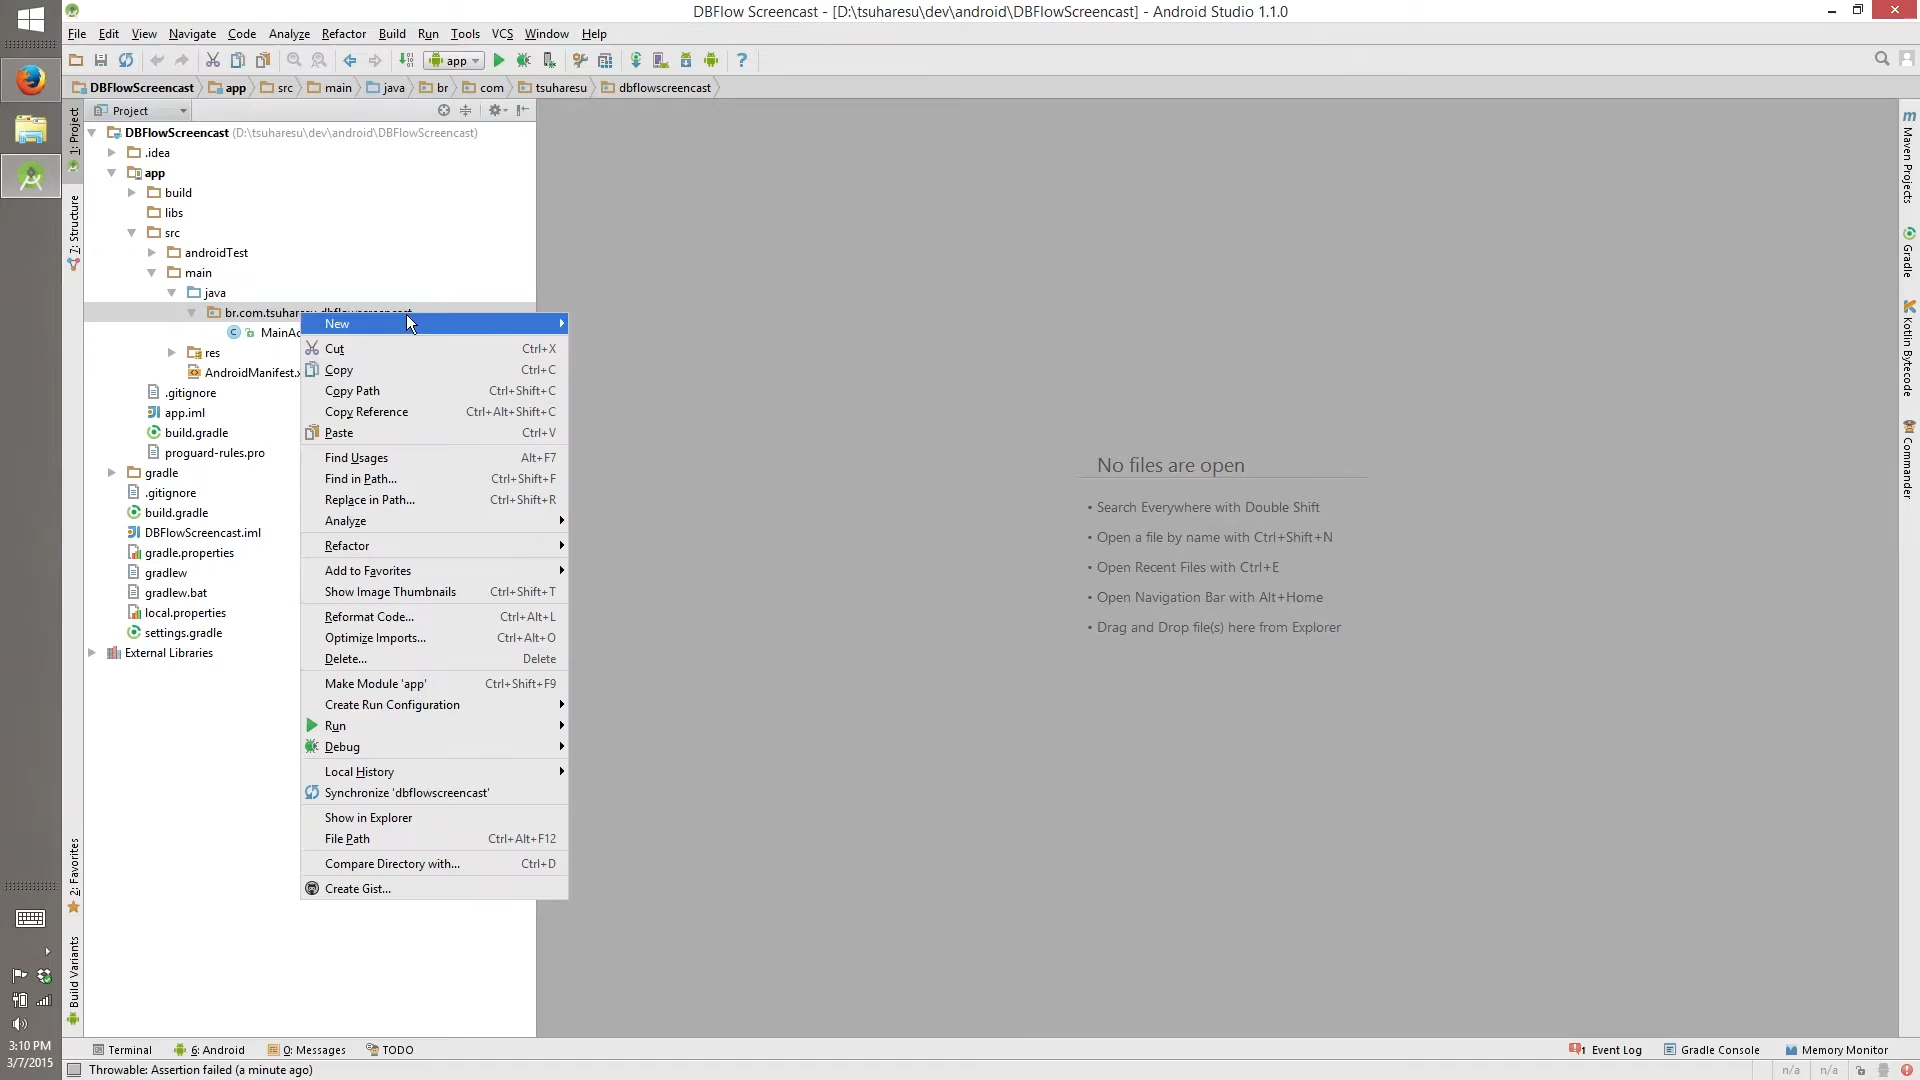 DBFlow Screencast - [D:\tsuharesu\dev\android\DBFlowScreencast] - Android Studio 1.1.0
File Edit View Navigate Code Analyze Refactor Build Run Tools VCS Window Help
app
DBFlowScreencast app src main java br com tsuharesu dbflowscreencast
Project
DBFlowScreencast (D:\tsuharesu\dev\android\DBFlowScreencast)
.idea
app
build
libs
src
androidTest
main
java
br.com.tsuharesu.dbflowscreencast
MainAc
res
AndroidManifest.x
.gitignore
app.iml
build.gradle
proguard-rules.pro
gradle
.gitignore
build.gradle
DBFlowScreencast.iml
gradle.properties
gradlew
gradlew.bat
local.properties
settings.gradle
External Libraries
New
Cut Ctrl+X
Copy Ctrl+C
Copy Path Ctrl+Shift+C
Copy Reference Ctrl+Alt+Shift+C
Paste Ctrl+V
Find Usages Alt+F7
Find in Path... Ctrl+Shift+F
Replace in Path... Ctrl+Shift+R
Analyze
Refactor
Add to Favorites
Show Image Thumbnails Ctrl+Shift+T
Reformat Code... Ctrl+Alt+L
Optimize Imports... Ctrl+Alt+O
Delete... Delete
Make Module 'app' Ctrl+Shift+F9
Create Run Configuration
Run
Debug
Local History
Synchronize 'dbflowscreencast'
Show in Explorer
File Path Ctrl+Alt+F12
Compare Directory with... Ctrl+D
Create Gist...
No files are open
• Search Everywhere with Double Shift
• Open a file by name with Ctrl+Shift+N
• Open Recent Files with Ctrl+E
• Open Navigation Bar with Alt+Home
• Drag and Drop file(s) here from Explorer
1: Project
7: Structure
2: Favorites
Build Variants
Maven Projects
Gradle
Kotlin Bytecode
Commander
Terminal 6: Android 0: Messages TODO
1 Event Log Gradle Console Memory Monitor
Throwable: Assertion failed (a minute ago)
n/a n/a
3:10 PM
3/7/2015